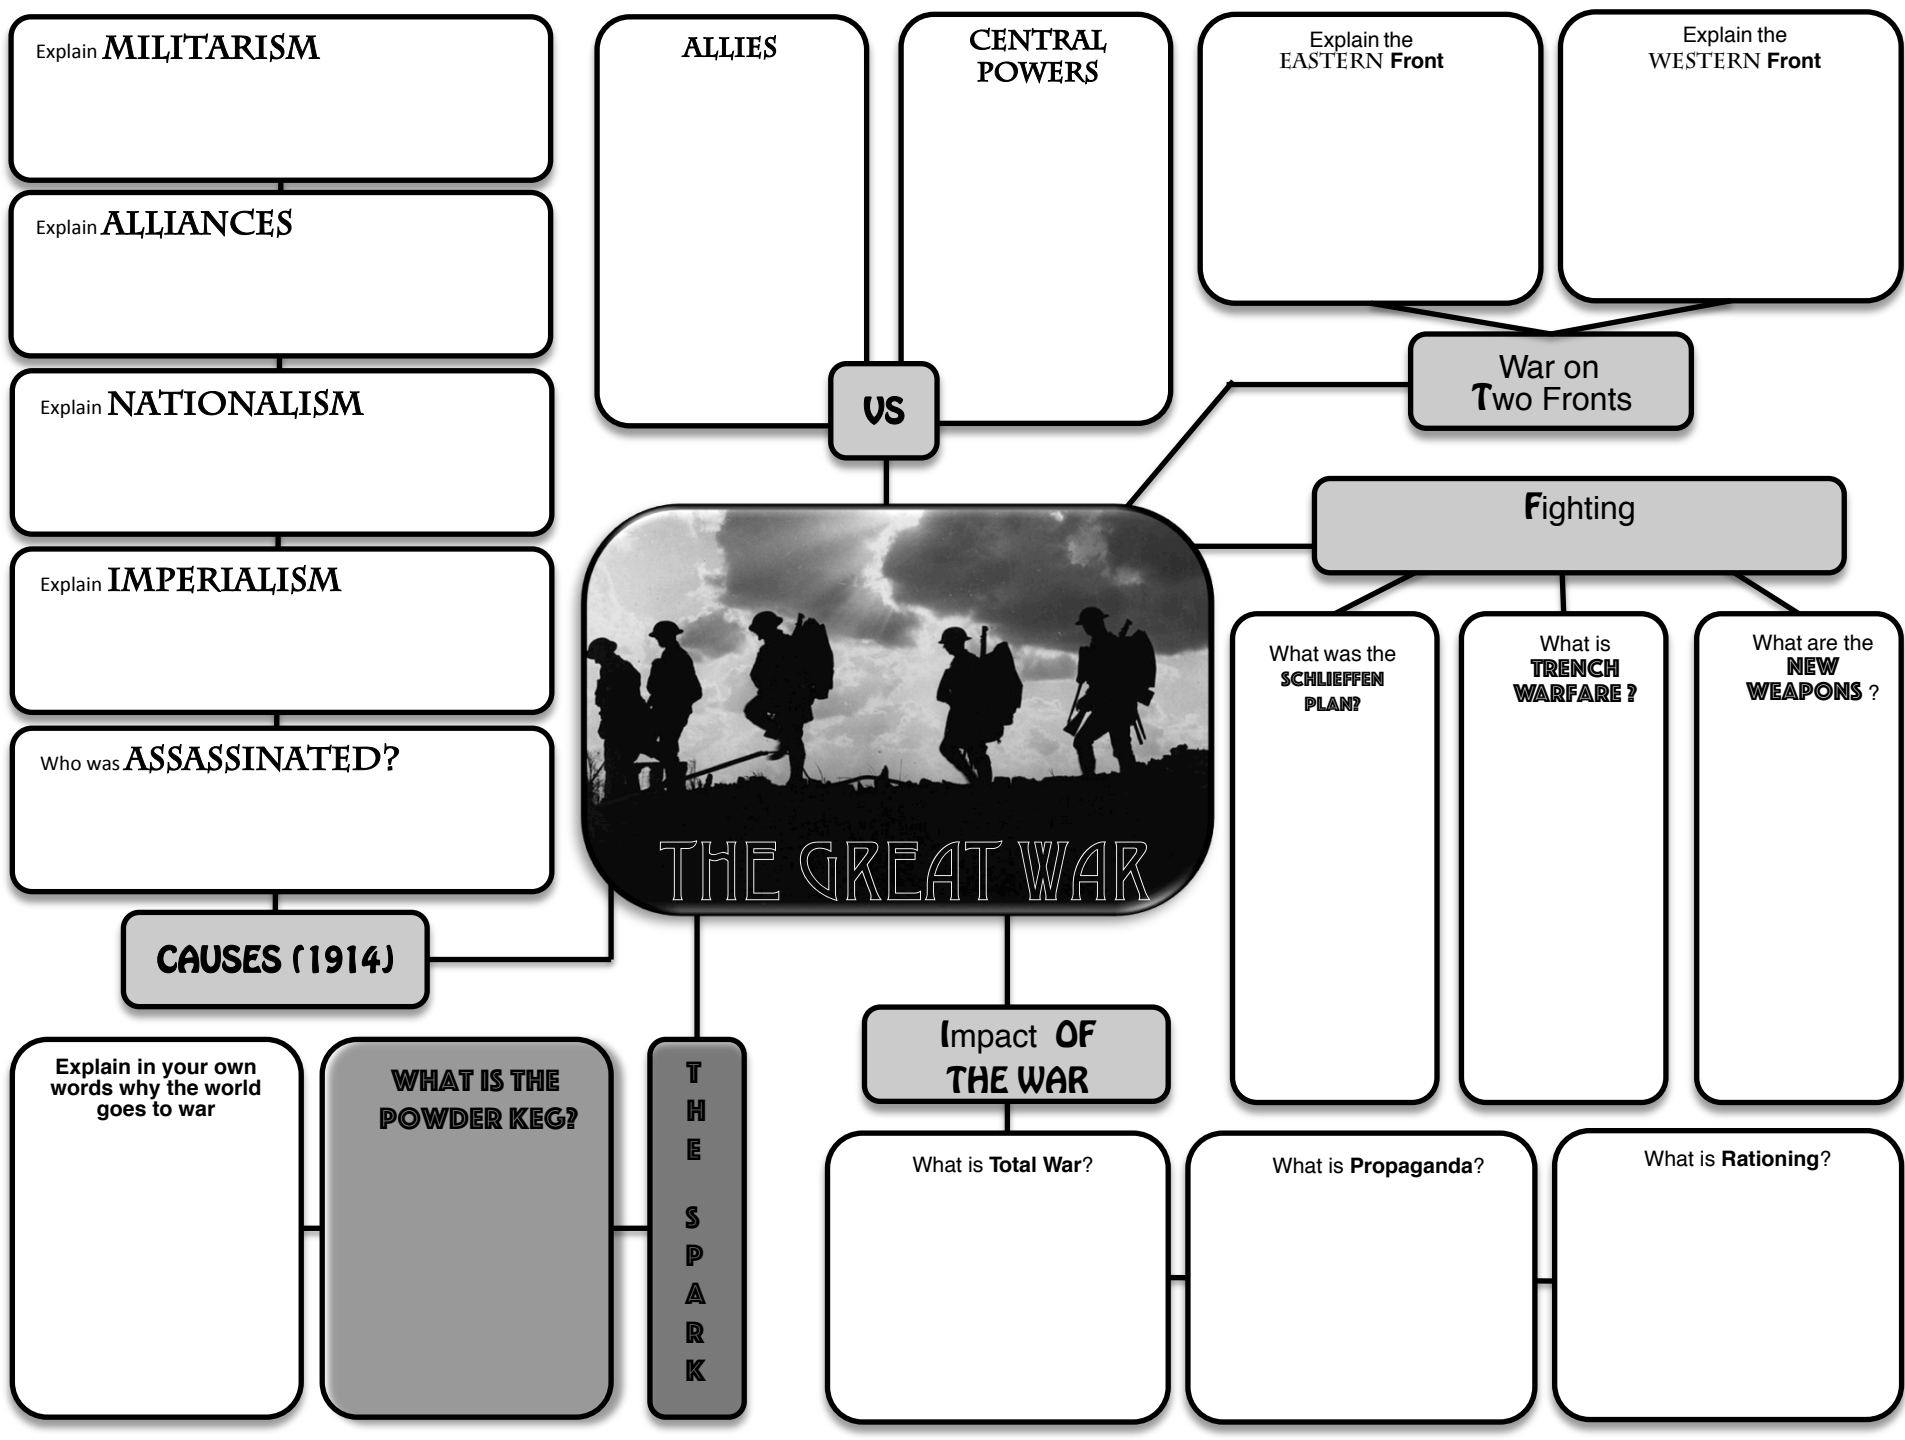 Explain MILITARISM
Explain ALLIANCES
Explain NATIONALISM
Explain IMPERIALISM
Who was ASSASSINATED?
CAUSES (1914)
ALLIES
CENTRAL
POWERS
VS
Explain the
EASTERN Front
Explain the
WESTERN Front
War on
Two Fronts
Fighting
What was the
SCHLIEFFEN
PLAN?
What is
TRENCH
WARFARE ?
What are the
NEW
WEAPONS ?
THE GREAT WAR
Explain in your own
words why the world
goes to war
WHAT IS THE
POWDER KEG?
T
H
E
S
P
A
R
K
Impact OF
THE WAR
What is Total War?
What is Propaganda?
What is Rationing?